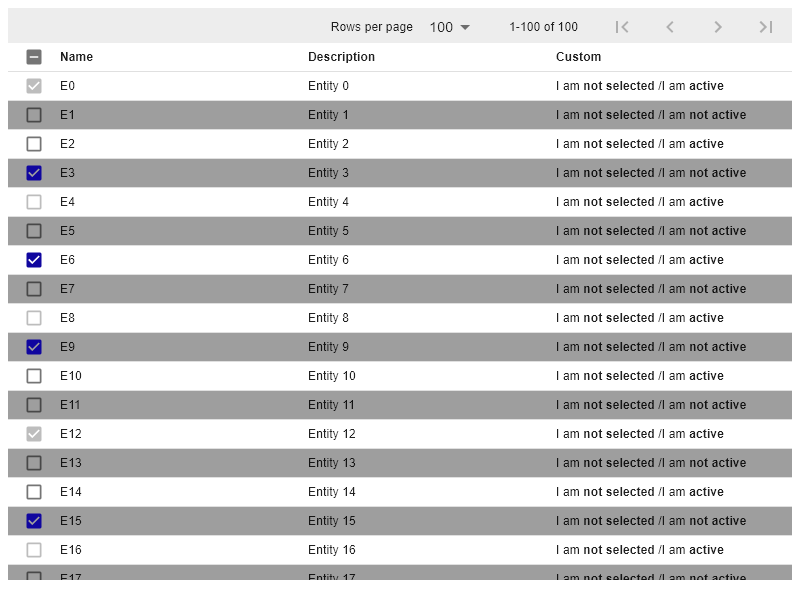 Rows per page 100 1-100 of 100
Name Description Custom
E0 Entity 0 I am not selected /I am active
E1 Entity 1 I am not selected /I am not active
E2 Entity 2 I am not selected /I am active
E3 Entity 3 I am not selected /I am not active
E4 Entity 4 I am not selected /I am active
E5 Entity 5 I am not selected /I am not active
E6 Entity 6 I am not selected /I am active
E7 Entity 7 I am not selected /I am not active
E8 Entity 8 I am not selected /I am active
E9 Entity 9 I am not selected /I am not active
E10 Entity 10 I am not selected /I am active
E11 Entity 11 I am not selected /I am not active
E12 Entity 12 I am not selected /I am active
E13 Entity 13 I am not selected /I am not active
E14 Entity 14 I am not selected /I am active
E15 Entity 15 I am not selected /I am not active
E16 Entity 16 I am not selected /I am active
E17 Entity 17 I am not selected /I am not active